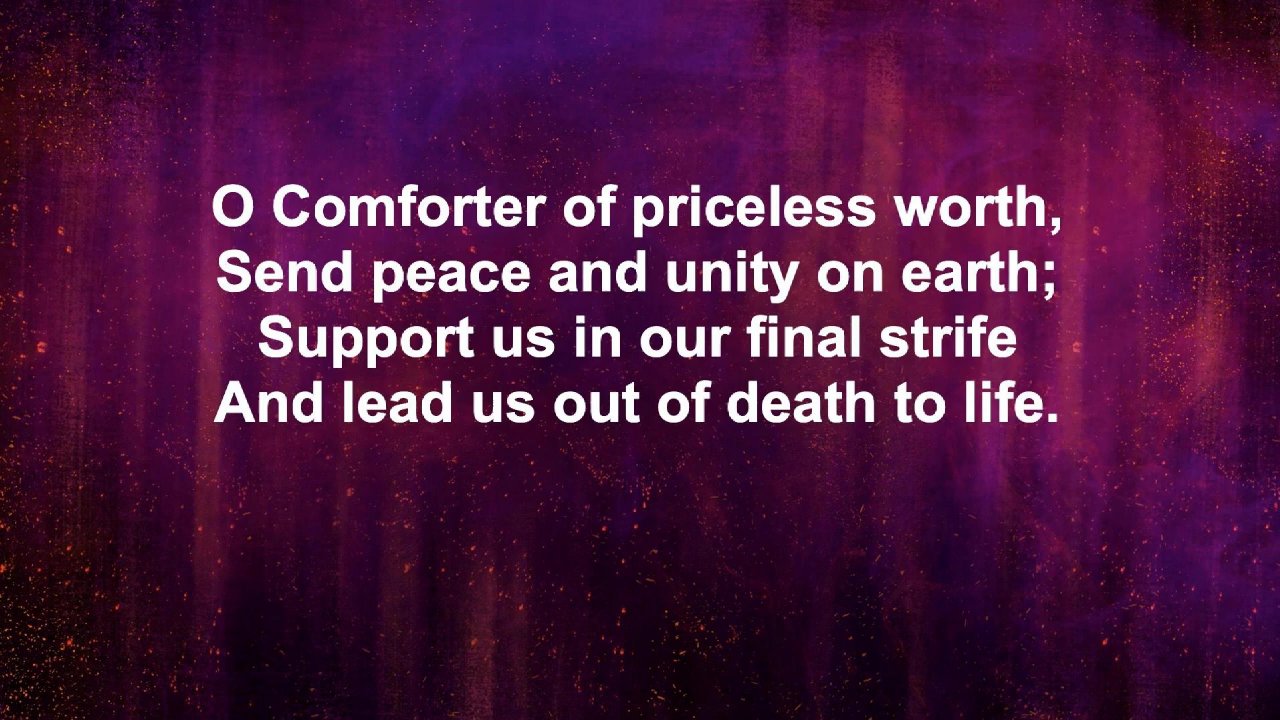 O Comforter of priceless worth,
Send peace and unity on earth;
Support us in our final strife
And lead us out of death to life.